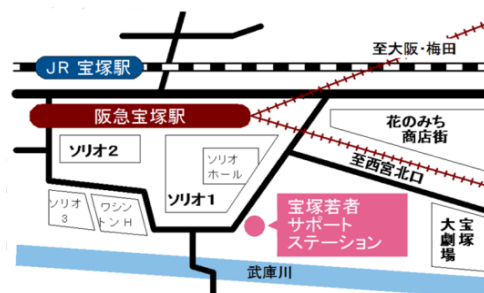 至大阪・梅田
JR 宝塚駅
阪急宝塚駅
花のみち
商店街
ソリオ2
ソリオ
ホール
至西宮北口
ソリオ1
ソリオ
3
ワシン
トンH
宝塚若者
サポート
ステーション
宝塚
大劇場
武庫川